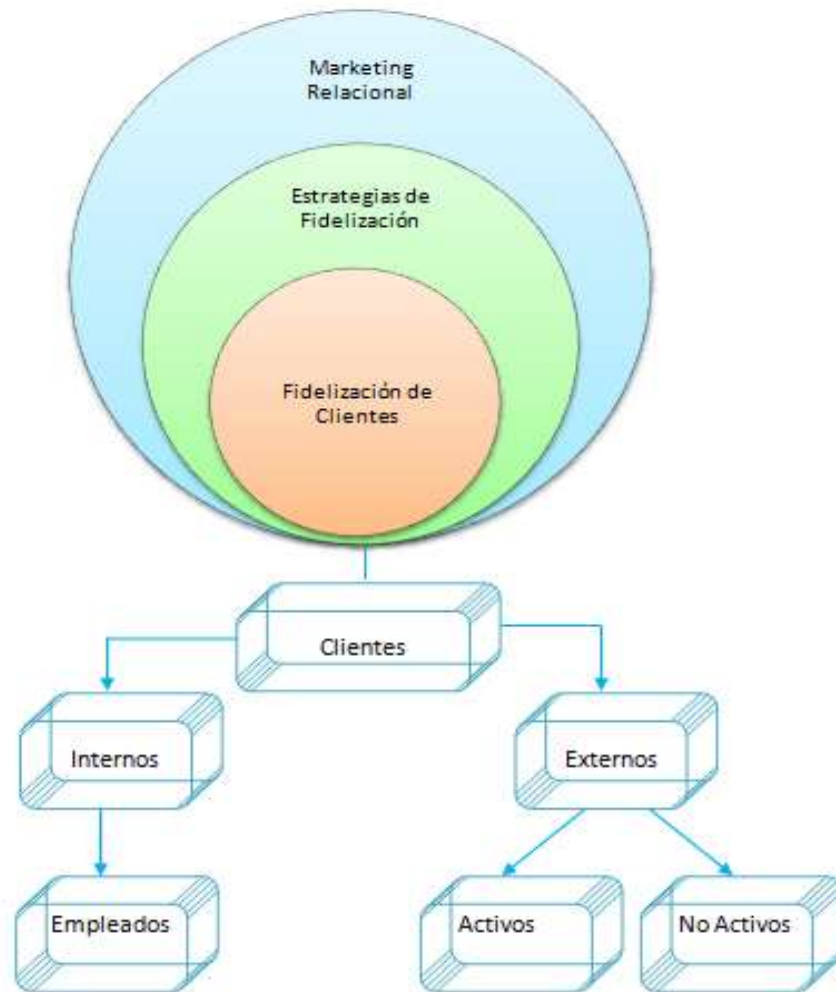 Marketing
Relacional
Estrategias de
Fidelización
Fidelización de
Clientes
Clientes
Internos
Externos
Empleados
Activos
No Activos